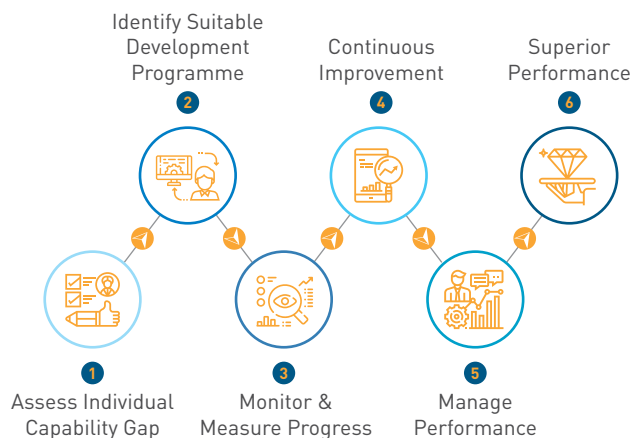 Identify Suitable
Development
Programme
2
Continuous
Improvement
4
Superior
Performance
6
1
Assess Individual
Capability Gap
3
Monitor &
Measure Progress
5
Manage
Performance